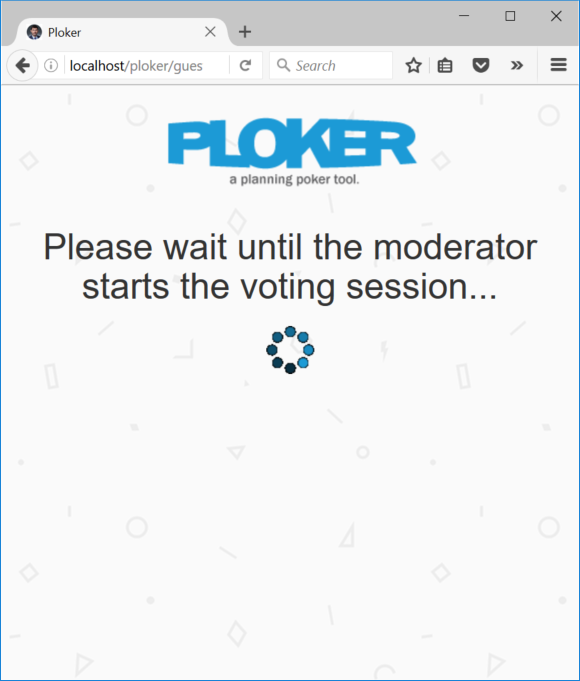 Ploker
localhost/ploker/gues
Search
PLOKER
a planning poker tool.
Please wait until the moderator
starts the voting session...